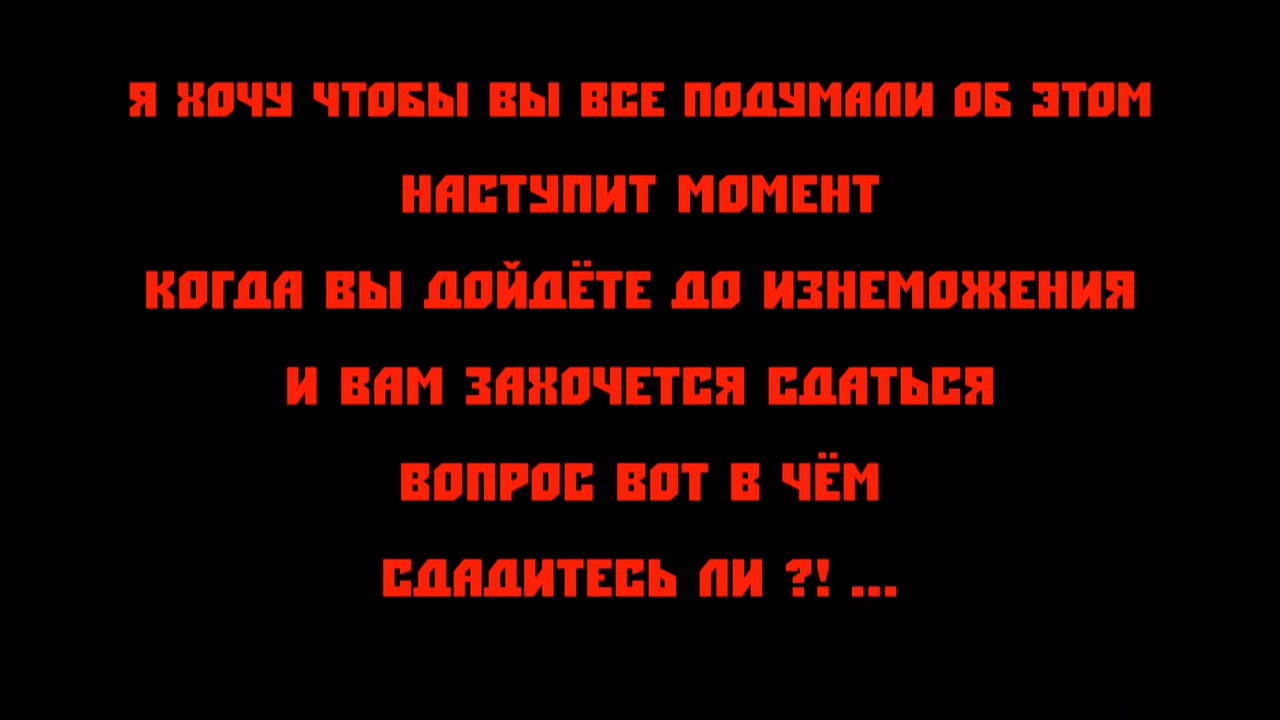 Я ХОЧУ ЧТОБЫ ВЫ ВСЕ ПОДУМАЛИ ОБ ЭТОМ
НАСТУПИТ МОМЕНТ
КОГДА ВЫ ДОЙДЁТЕ ДО ИЗНЕМОЖЕНИЯ
И ВАМ ЗАХОЧЕТСЯ СДАТЬСЯ
ВОПРОС ВОТ В ЧЁМ
СДАДИТЕСЬ ЛИ ?! ...